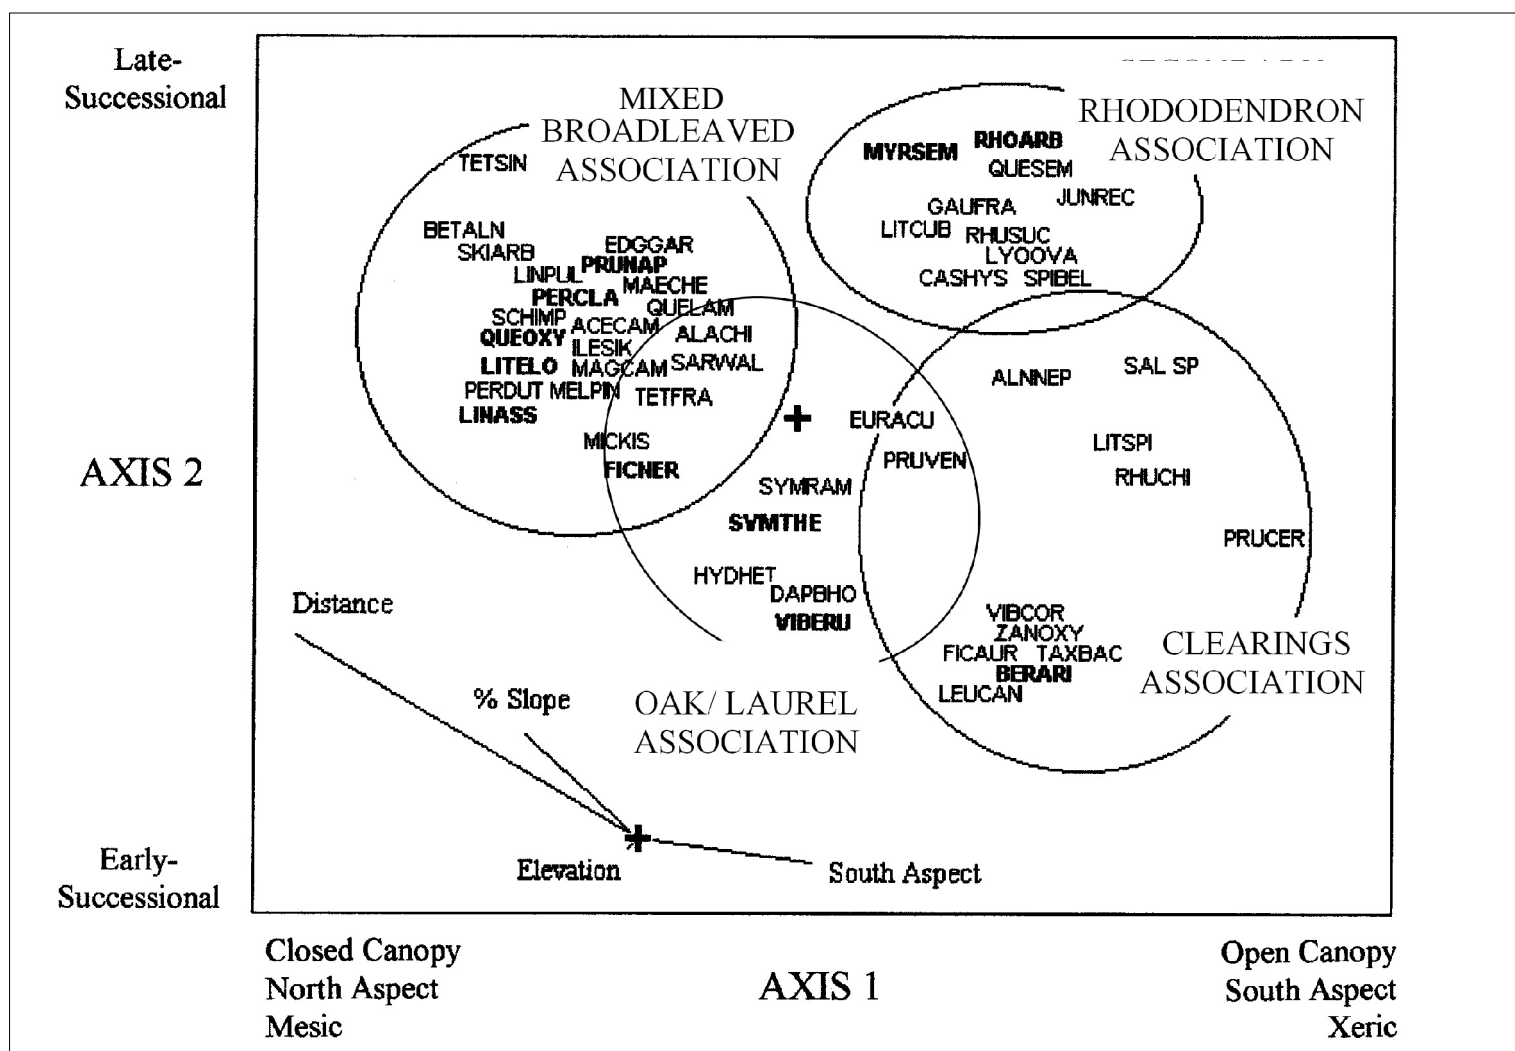 Late-
Successional
MIXED
BROADLEAVED
ASSOCIATION
RHODODENDRON
ASSOCIATION
TETSIN
MYRSEM
RHOARB
QUESEM
JUNREC
GAUFRA
LITCUB
RHUSUC
LYOOVA
CASHYS SPIBEL
BETALN
SKIARB
EDGGAR
PRUNAP
LINPUL
MAECHE
PERCLA
QUELAM
SCHIMP
ACECAM
ALACHI
QUEOXY
ILESIK
LITELO
MAGCAM
SARWAL
PERDUT MELPIN
TETFRA
LINASS
MICKIS
FICNER
ALNNEP
SAL SP
EURACU
LITSPI
PRUVEN
RHUCHI
SYMRAM
SVMTHE
PRUCER
HYDHET
DAPBHO
VIBERU
VIBCOR
ZANOXY
FICAUR TAXBAC
BERARI
LEUCAN
CLEARINGS
ASSOCIATION
OAK/ LAUREL
ASSOCIATION
AXIS 2
Distance
% Slope
Elevation
South Aspect
Early-
Successional
Closed Canopy
North Aspect
Mesic
AXIS 1
Open Canopy
South Aspect
Xeric